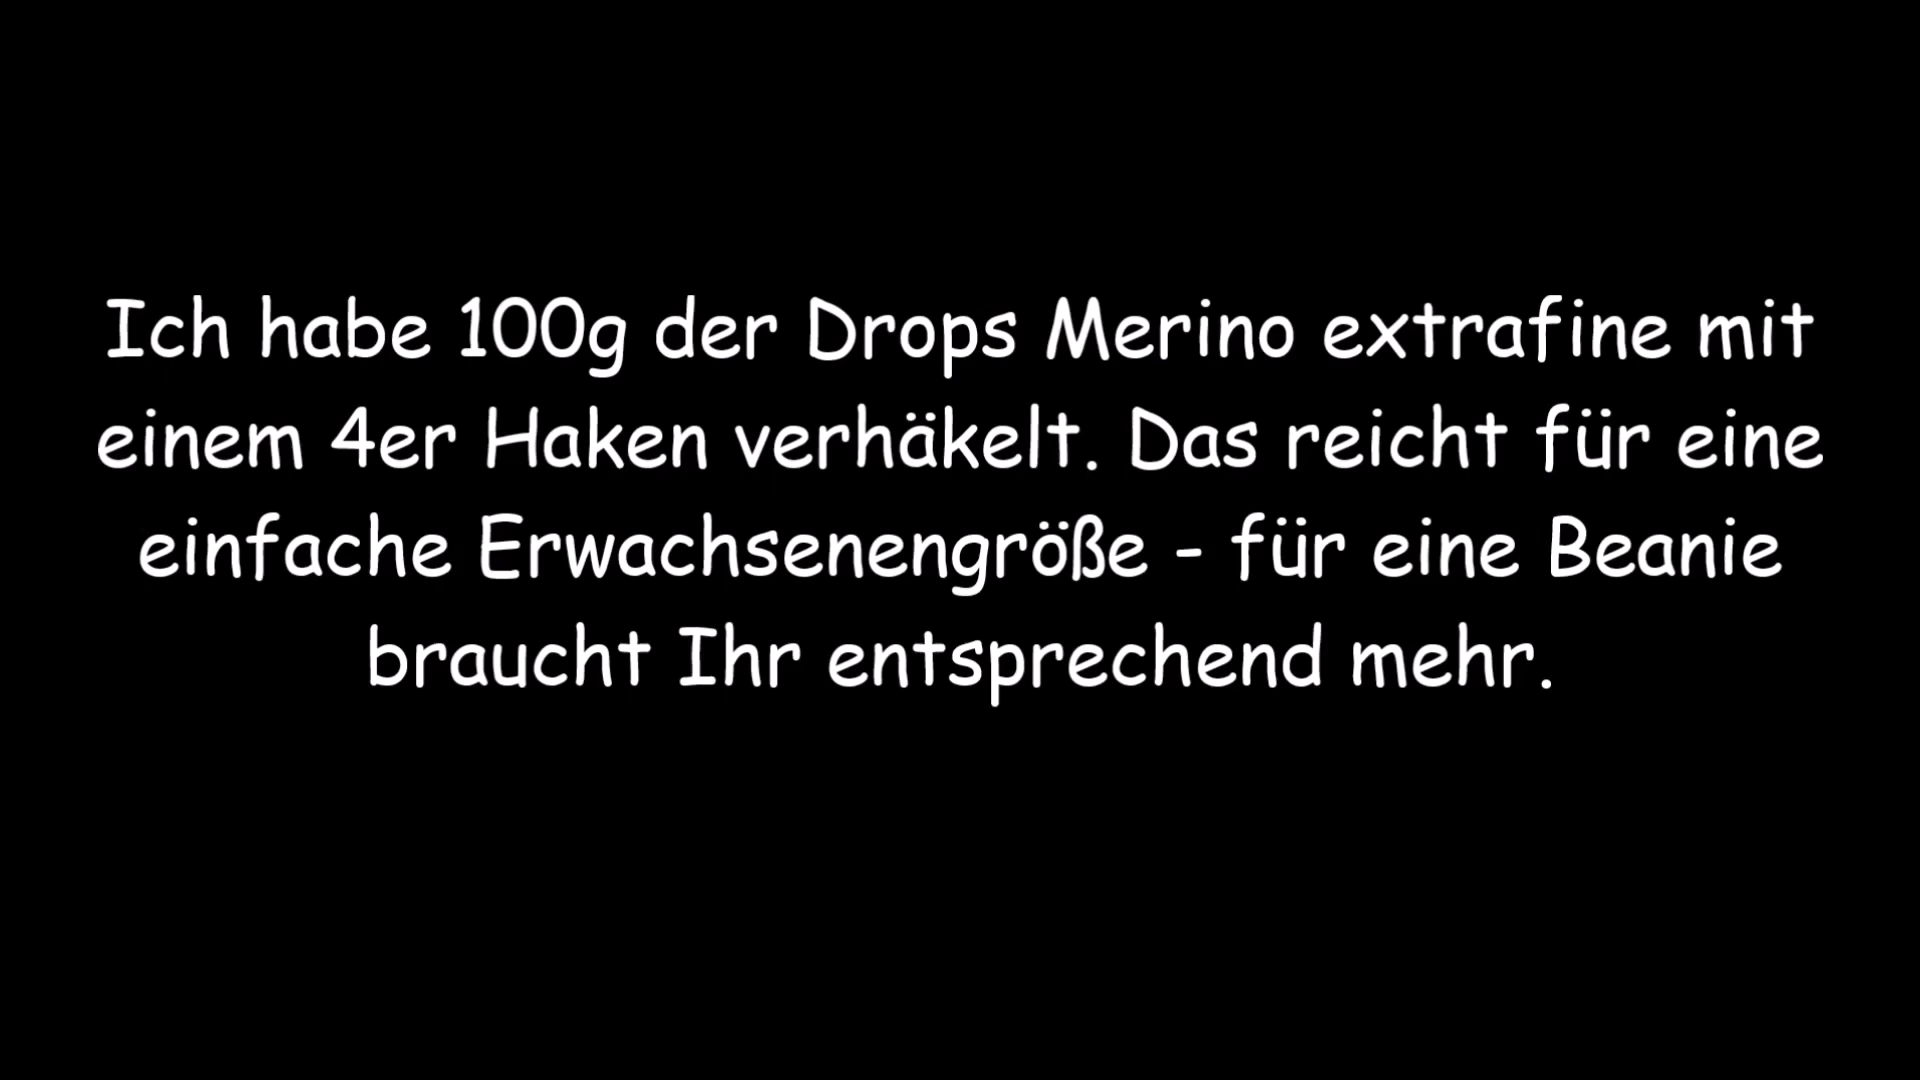 Ich habe 100g der Drops Merino extrafine mit
einem 4er Haken verhäkelt. Das reicht für eine
einfache Erwachsenengröße - für eine Beanie
braucht Ihr entsprechend mehr.